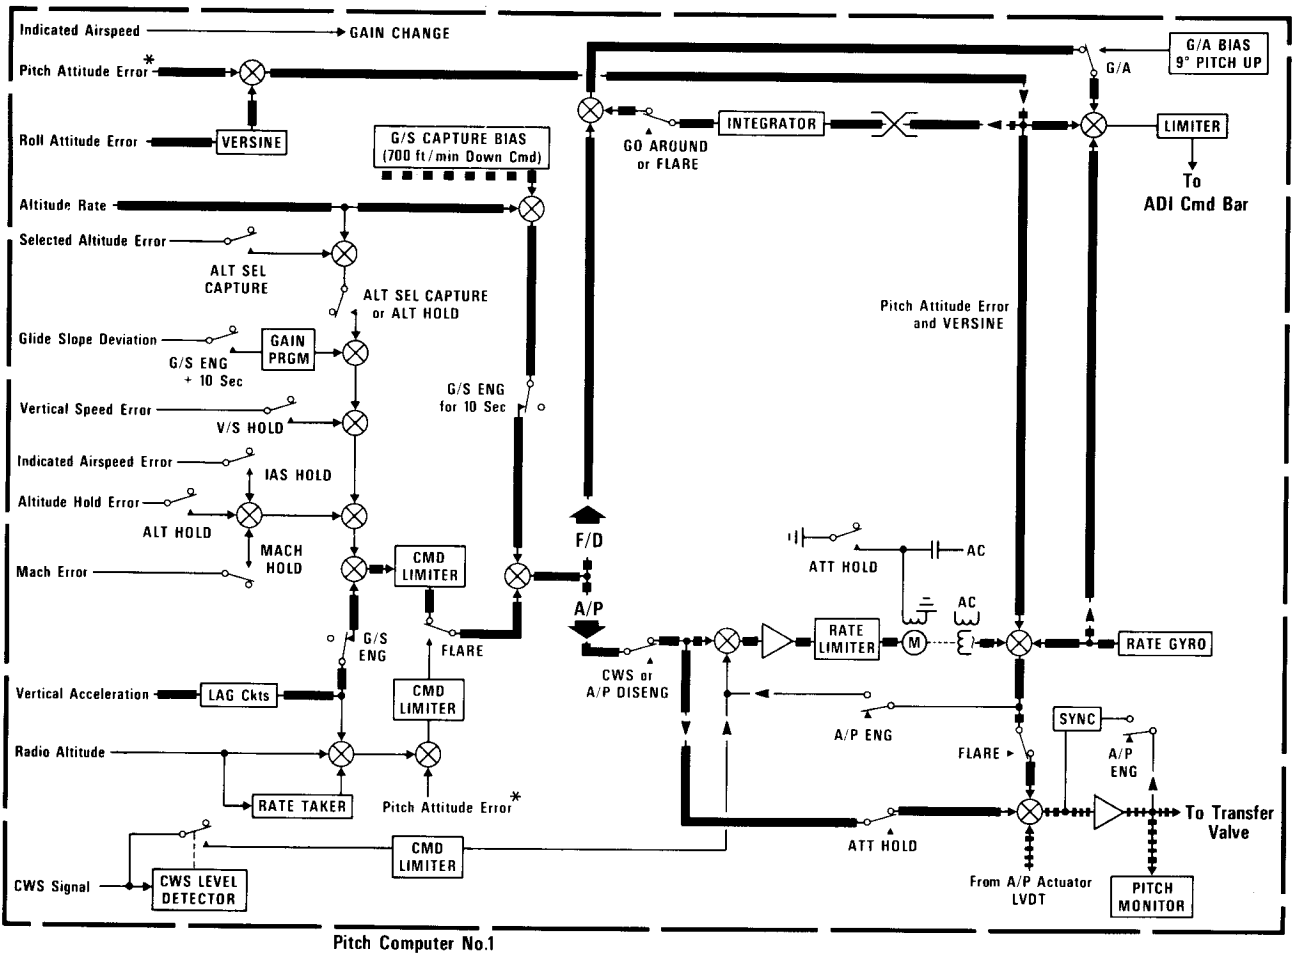 Indicated Airspeed
GAIN CHANGE
G/A BIAS
9° PITCH UP
Pitch Attitude Error*
G/A
Roll Attitude Error
VERSINE
G/S CAPTURE BIAS
(700 ft/min Down Cmd)
INTEGRATOR
GO AROUND
or FLARE
LIMITER
To
ADI Cmd Bar
Altitude Rate
Selected Altitude Error
ALT SEL
CAPTURE
ALT SEL CAPTURE
or ALT HOLD
Pitch Attitude Error
and VERSINE
Glide Slope Deviation
GAIN
PRGM
G/S ENG
+ 10 Sec
G/S ENG
for 10 Sec
Vertical Speed Error
V/S HOLD
Indicated Airspeed Error
IAS HOLD
Altitude Hold Error
ALT HOLD
MACH
HOLD
Mach Error
CMD
LIMITER
F/D
A/P
ATT HOLD
AC
AC
G/S
ENG
FLARE
CWS or
A/P DISENG
RATE
LIMITER
M
RATE GYRO
Vertical Acceleration
LAG Ckts
CMD
LIMITER
A/P ENG
SYNC
FLARE
A/P
ENG
Radio Altitude
RATE TAKER
Pitch Attitude Error*
To Transfer
Valve
ATT HOLD
CMD
LIMITER
CWS Signal
CWS LEVEL
DETECTOR
From A/P Actuator
LVDT
PITCH
MONITOR
Pitch Computer No.1